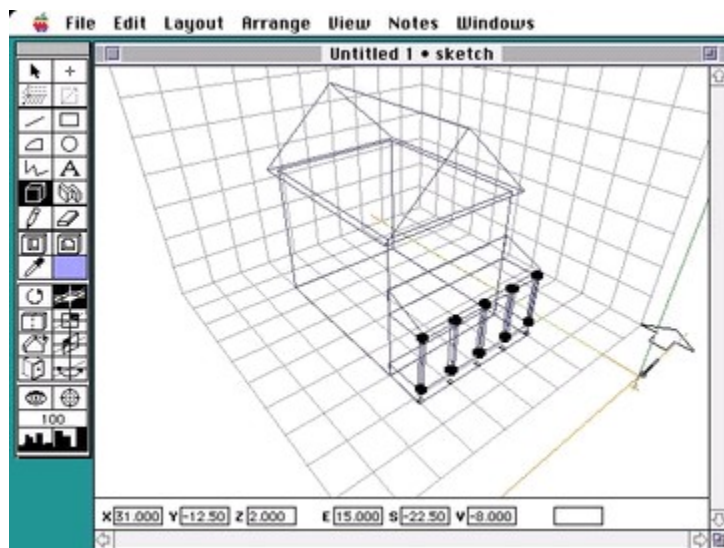 File Edit Layout Arrange View Notes Windows
Untitled 1 • sketch
A
100
X 31.000 Y -12.50 Z 2.000 E 15.000 S -22.50 V -8.000